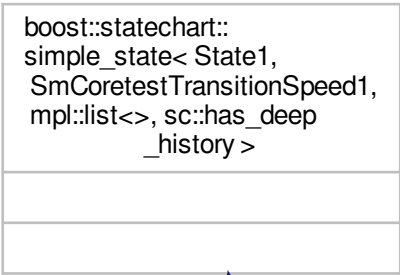 boost::statechart::
simple_state< State1,
SmCoretestTransitionSpeed1,
mpl::list<>, sc::has_deep
_history >